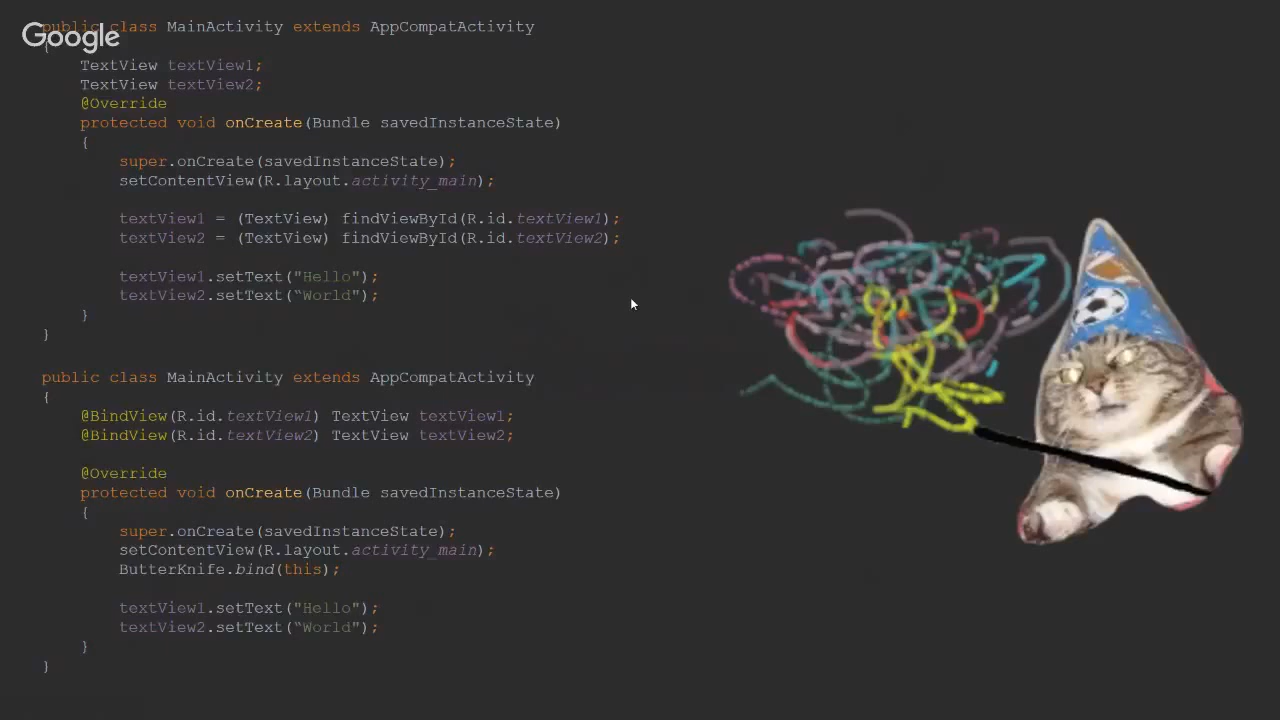 public class MainActivity extends AppCompatActivity
Google
{
TextView textView1;
TextView textView2;
@Override
protected void onCreate(Bundle savedInstanceState)
{
super.onCreate(savedInstanceState);
setContentView(R.layout.activity_main);
textView1 = (TextView) findViewById(R.id.textView1);
textView2 = (TextView) findViewById(R.id.textView2);
textView1.setText("Hello");
textView2.setText("World");
}
}
public class MainActivity extends AppCompatActivity
{
@BindView(R.id.textView1) TextView textView1;
@BindView(R.id.textView2) TextView textView2;
@Override
protected void onCreate(Bundle savedInstanceState)
{
super.onCreate(savedInstanceState);
setContentView(R.layout.activity_main);
ButterKnife.bind(this);
textView1.setText("Hello");
textView2.setText("World");
}
}